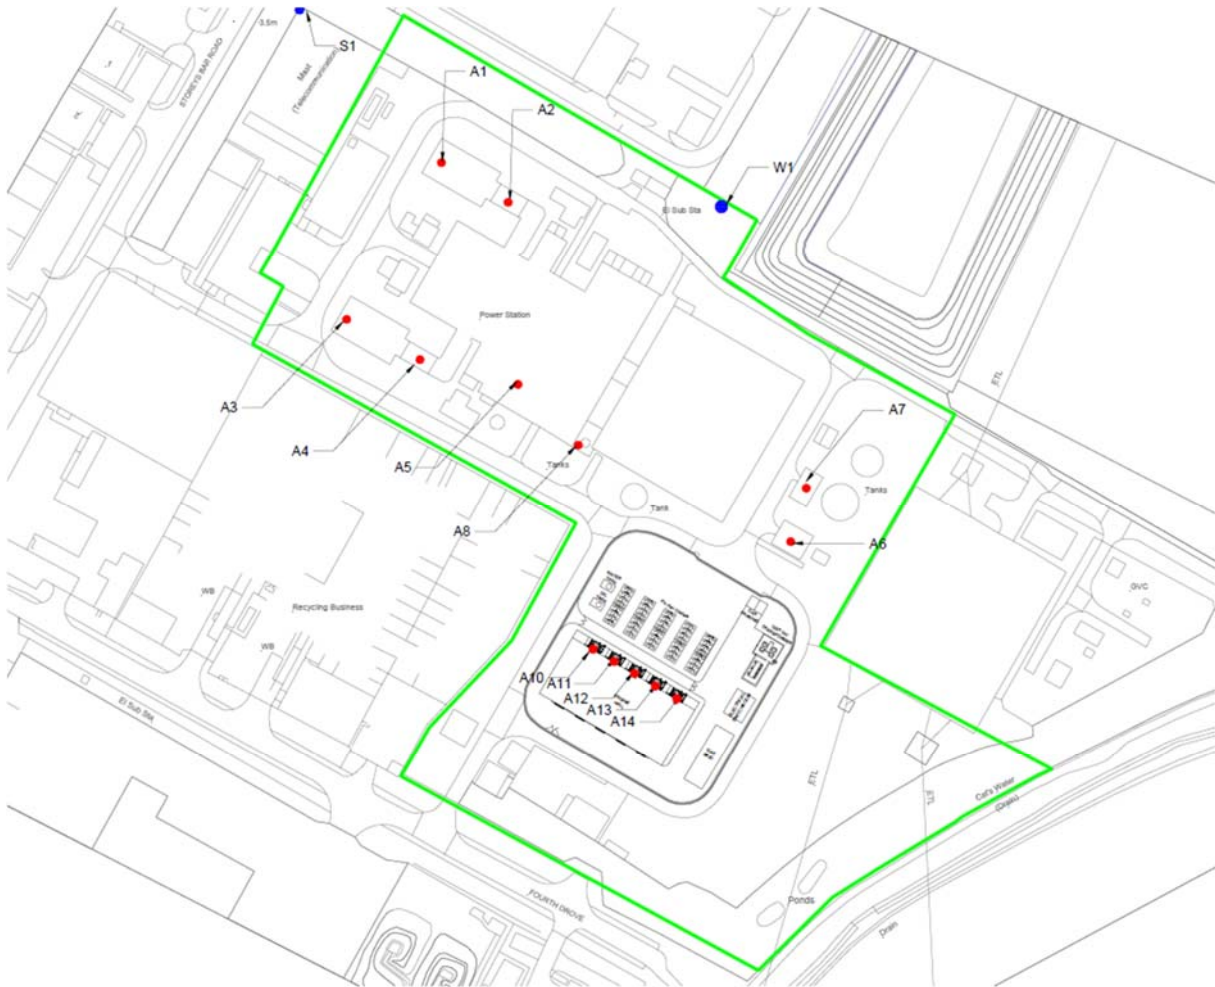 -3.5m
S1
STOREYS BAR ROAD
Mast
(Telecommunication)
A1
A2
W1
El Sub Sta
Power Station
ETL
A3
A4
A5
A7
Tanks
Tanks
Tank
A8
A6
WB
Recycling Business
WB
GVC
A10
A11
A12
A13
A14
El Sub Sta
ETL
ETL
Cat's Water
(Drain)
Ponds
Drain
FOURTH DROVE